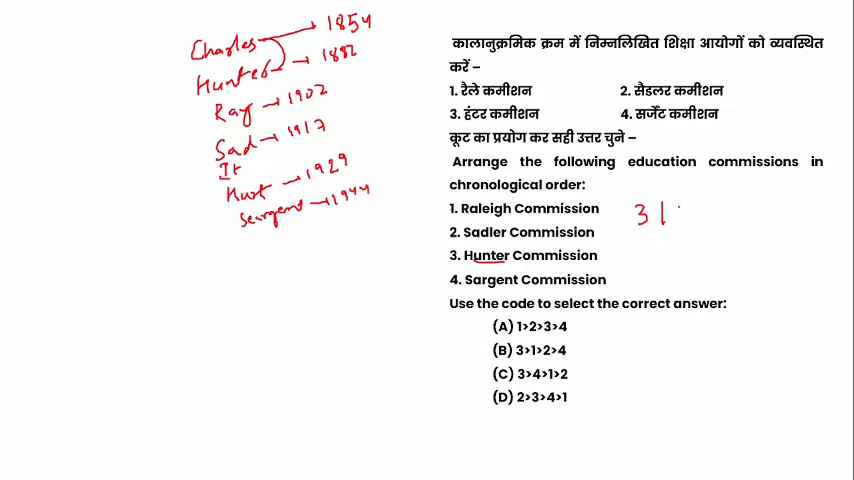 Charles → 1854
Hunter → 1882
Ray → 1902
Sad → 1917
It
Hurt → 1929
Seargent → 1944
कालानुक्रमिक क्रम में निम्नलिखित शिक्षा आयोगों को व्यवस्थित
करें –
1. रैले कमीशन 2. सैडलर कमीशन
3. हंटर कमीशन 4. सर्जेंट कमीशन
कूट का प्रयोग कर सही उत्तर चुने –
Arrange the following education commissions in
chronological order:
1. Raleigh Commission
2. Sadler Commission
3. Hunter Commission
4. Sargent Commission
3 1
Use the code to select the correct answer:
(A) 1>2>3>4
(B) 3>1>2>4
(C) 3>4>1>2
(D) 2>3>4>1